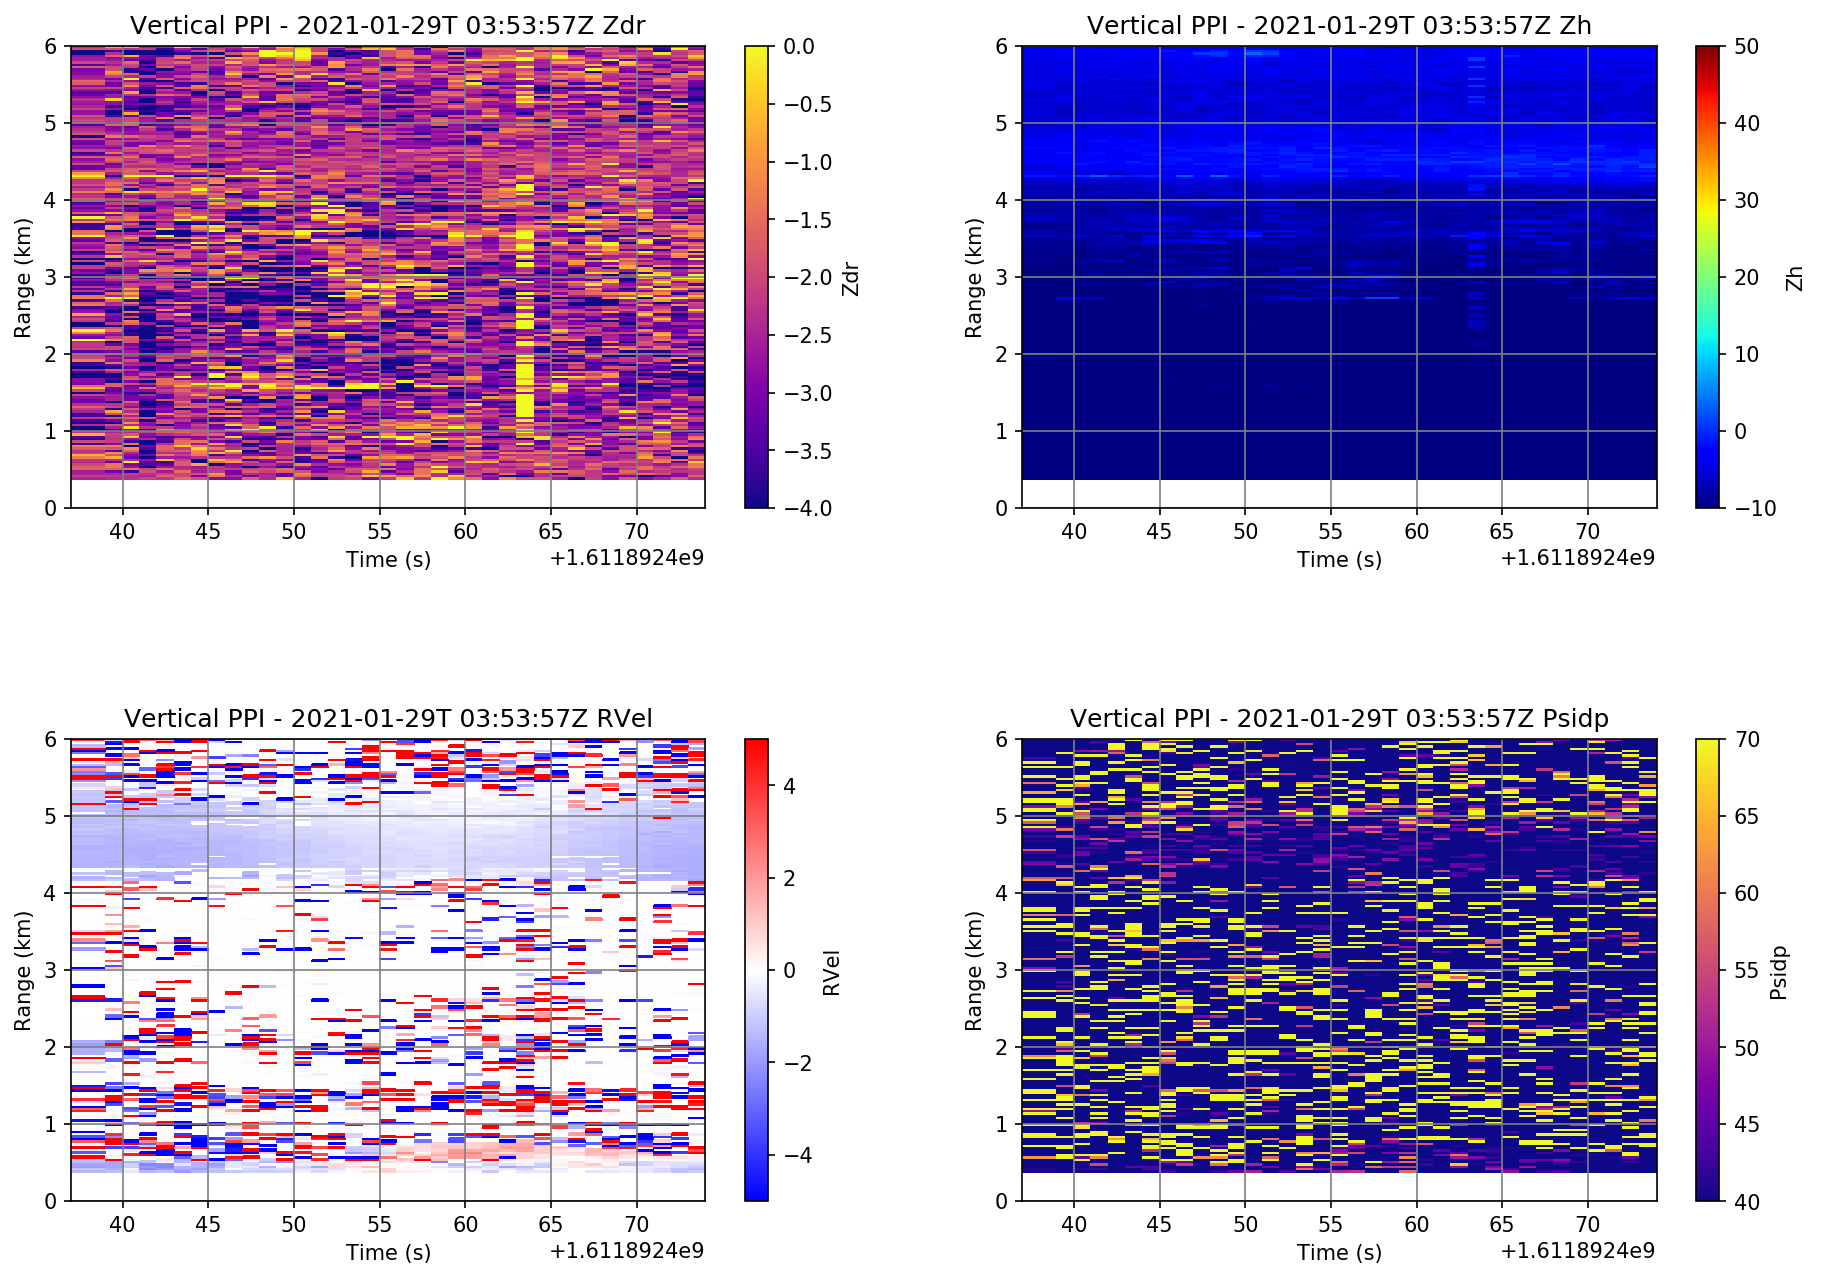 Vertical PPI - 2021-01-29T 03:53:57Z Zdr
6
5
4
3
2
1
0
Range (km)
40 45 50 55 60 65 70
Time (s)
+1.6118924e9
0.0
−0.5
−1.0
−1.5
−2.0
−2.5
−3.0
−3.5
−4.0
Zdr
Vertical PPI - 2021-01-29T 03:53:57Z Zh
6
5
4
3
2
1
0
Range (km)
40 45 50 55 60 65 70
Time (s)
+1.6118924e9
50
40
30
20
10
0
−10
Zh
Vertical PPI - 2021-01-29T 03:53:57Z RVel
6
5
4
3
2
1
0
Range (km)
40 45 50 55 60 65 70
Time (s)
+1.6118924e9
4
2
0
−2
−4
RVel
Vertical PPI - 2021-01-29T 03:53:57Z Psidp
6
5
4
3
2
1
0
Range (km)
40 45 50 55 60 65 70
Time (s)
+1.6118924e9
70
65
60
55
50
45
40
Psidp